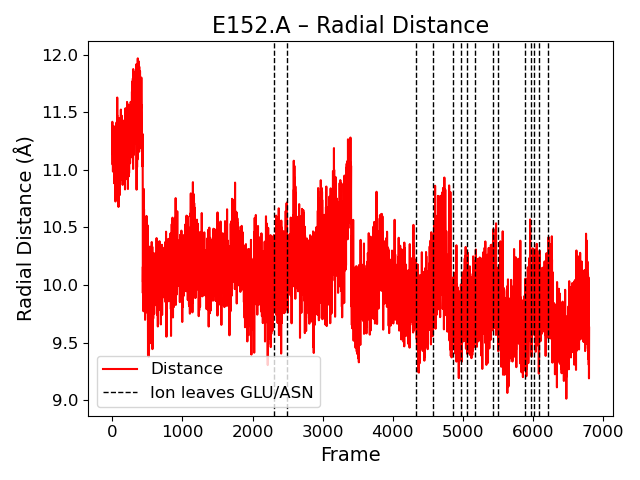 E152.A – Radial Distance
Radial Distance (Å)
12.0
11.5
11.0
10.5
10.0
9.5
9.0
Distance
Ion leaves GLU/ASN
0 1000 2000 3000 4000 5000 6000 7000
Frame